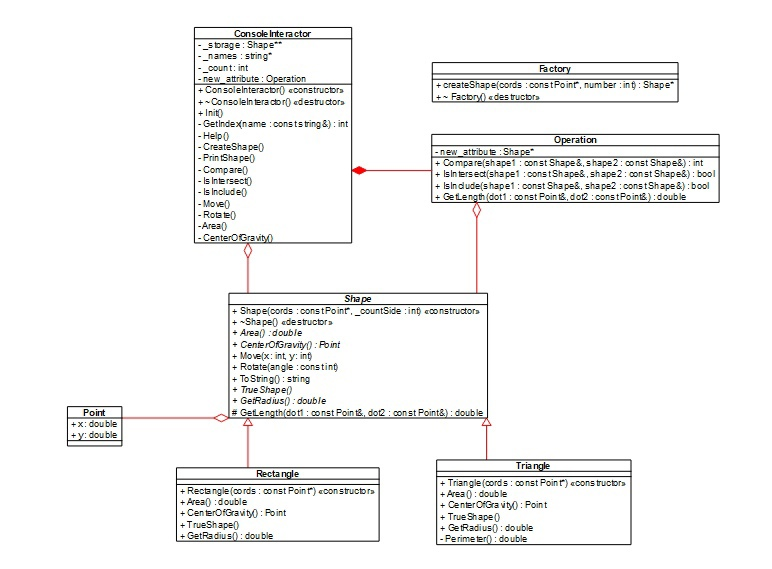 ConsoleInteractor
- _storage : Shape**
- _names : string*
- _count : int
- new_attribute : Operation
+ ConsoleInteractor() «constructor»
+ ~ConsoleInteractor() «destructor»
+ Init()
- GetIndex(name : const string&) : int
- Help()
- CreateShape()
- PrintShape()
- Compare()
- IsIntersect()
- IsInclude()
- Move()
- Rotate()
- Area()
- CenterOfGravity()
Factory
+ createShape(cords : const Point*, number : int) : Shape*
+ ~ Factory() «destructor»
Operation
- new_attribute : Shape*
+ Compare(shape1 : const Shape&, shape2 : const Shape&) : int
+ IsIntersect(shape1 : const Shape&, shape2 : const Shape&) : bool
+ IsInclude(shape1 : const Shape&, shape2 : const Shape&) : bool
+ GetLength(dot1 : const Point&, dot2 : const Point&) : double
Shape
+ Shape(cords : const Point*, _countSide : int) «constructor»
+ ~Shape() «destructor»
+ Area() : double
+ CenterOfGravity() : Point
+ Move(x : int, y : int)
+ Rotate(angle : const int)
+ ToString() : string
+ TrueShape()
+ GetRadius() : double
# GetLength(dot1 : const Point&, dot2 : const Point&) : double
Point
+ x : double
+ y : double
Rectangle
+ Rectangle(cords : const Point*) «constructor»
+ Area() : double
+ CenterOfGravity() : Point
+ TrueShape()
+ GetRadius() : double
Triangle
+ Triangle(cords : const Point*) «constructor»
+ Area() : double
+ CenterOfGravity() : Point
+ TrueShape()
+ GetRadius() : double
- Perimeter() : double